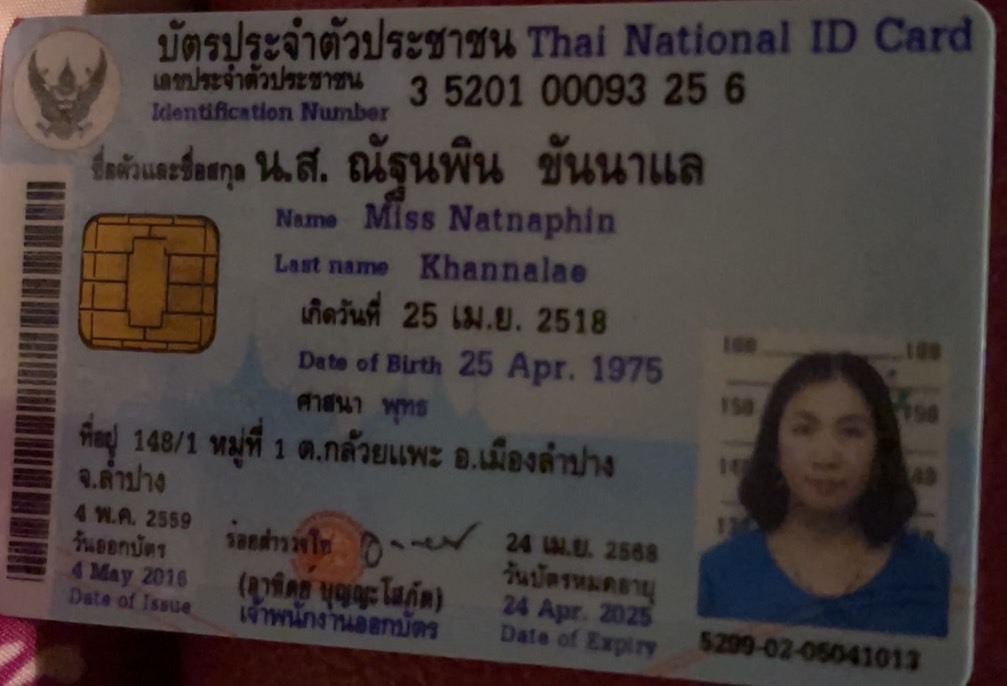 บัตรประจำตัวประชาชน Thai National ID Card
เลขประจำตัวประชาชน
Identification Number 3 5201 00093 25 6
ชื่อตัวและชื่อสกุล น.ส. ณัฐนพิน ขันนาแล
Name Miss Natnaphin
Last name Khannalae
เกิดวันที่ 25 เม.ย. 2518
Date of Birth 25 Apr. 1975
ศาสนา พุทธ
ที่อยู่ 148/1 หมู่ที่ 1 ต.กล้วยแพะ อ.เมืองลำปาง
จ.ลำปาง
4 พ.ค. 2559
วันออกบัตร
4 May 2016
Date of Issue
ร้อยตำรวจโท
(อาทิตย์ บุญญะโสภัต)
เจ้าพนักงานออกบัตร
24 เม.ย. 2568
วันบัตรหมดอายุ
24 Apr. 2025
Date of Expiry
160 160
150 150
5299-02-05041013